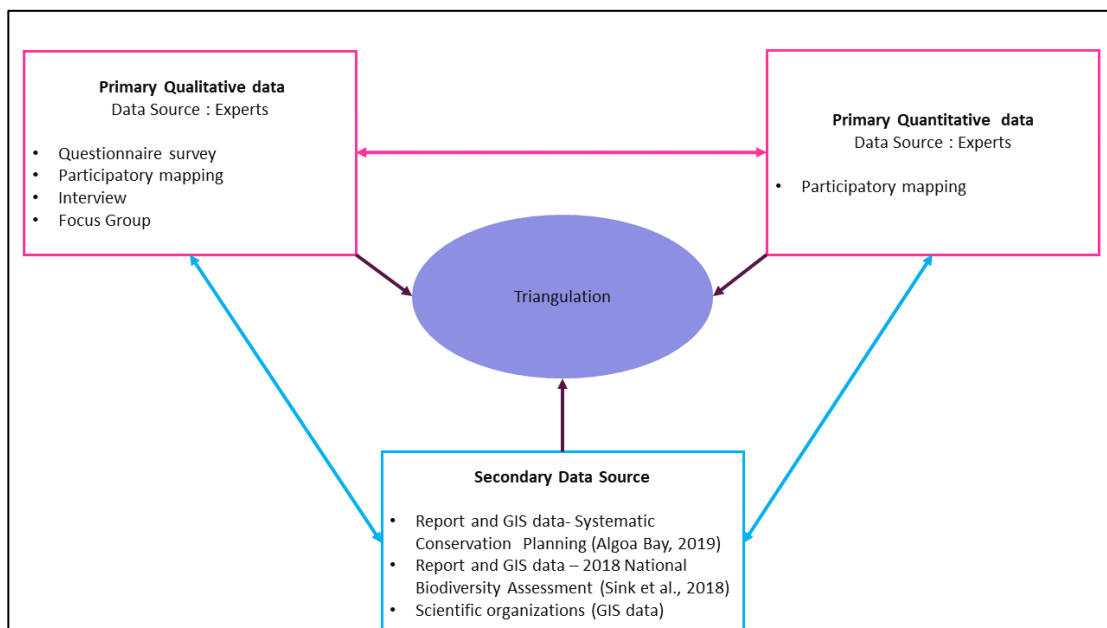 Primary Qualitative data
Data Source : Experts
• Questionnaire survey
• Participatory mapping
• Interview
• Focus Group
Primary Quantitative data
Data Source : Experts
• Participatory mapping
Triangulation
Secondary Data Source
• Report and GIS data- Systematic
Conservation Planning (Algoa Bay, 2019)
• Report and GIS data – 2018 National
Biodiversity Assessment (Sink et al., 2018)
• Scientific organizations (GIS data)